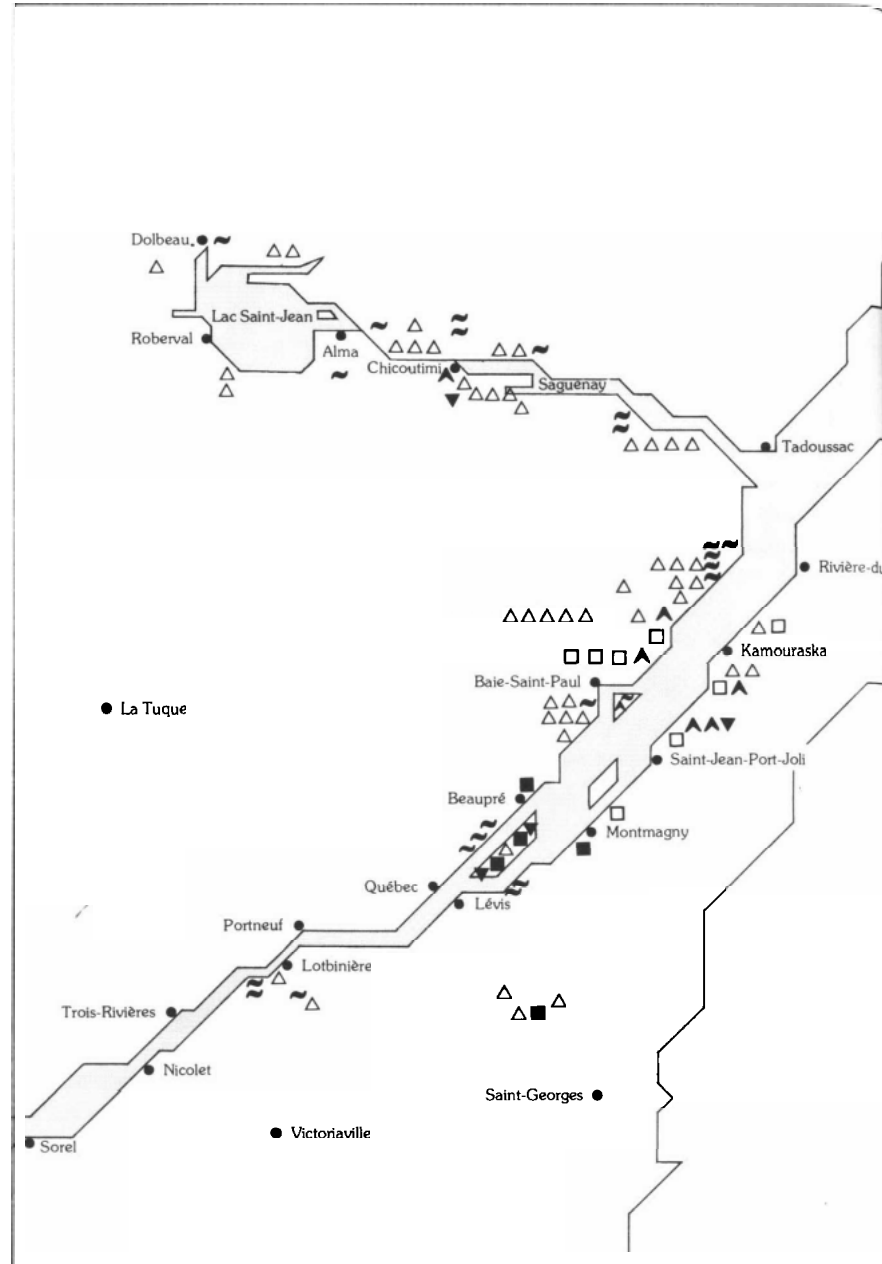 Dolbeau
Lac Saint-Jean
Roberval
Alma
Chicoutimi
Saguenay
Tadoussac
Rivière-du
Kamouraska
Baie-Saint-Paul
La Tuque
Saint-Jean-Port-Joli
Beaupré
Montmagny
Québec
Lévis
Portneuf
Lotbinière
Trois-Rivières
Nicolet
Saint-Georges
Victoriaville
Sorel